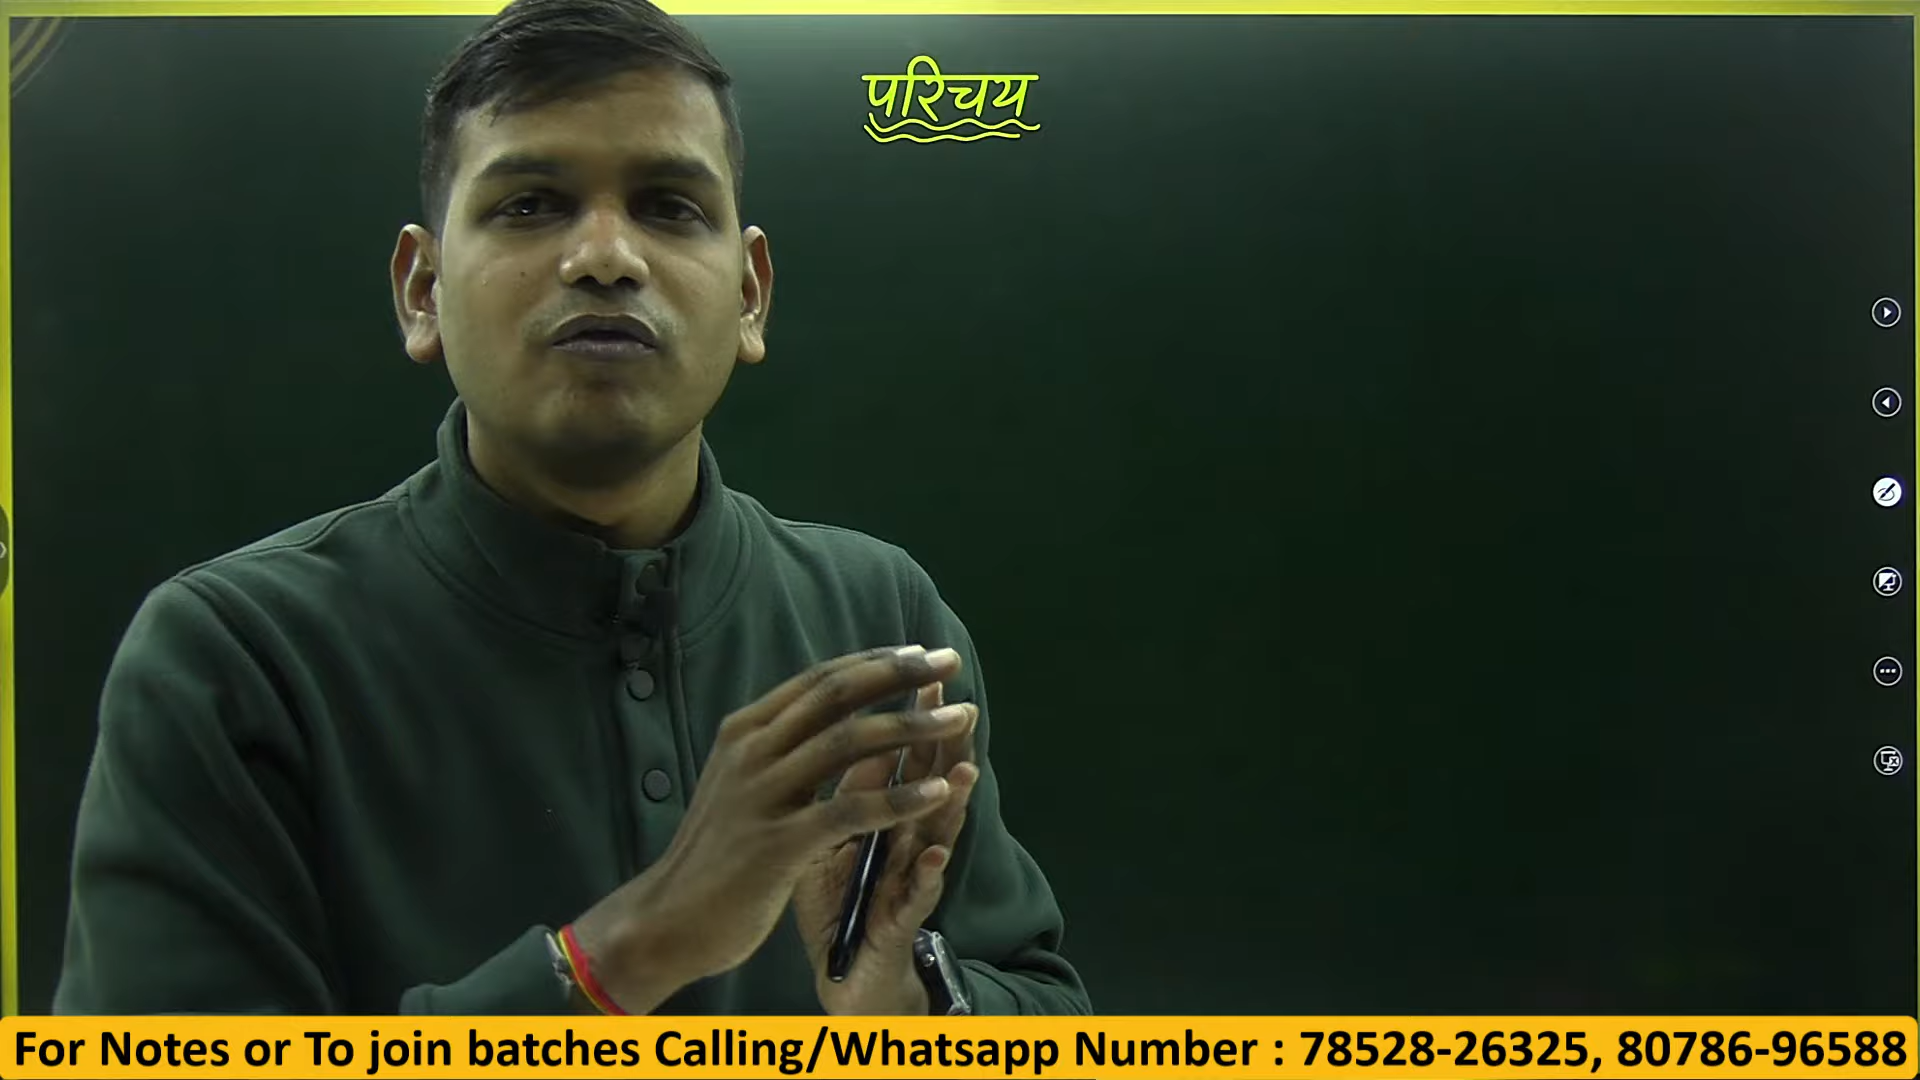 परिचय
For Notes or To join batches Calling/Whatsapp Number : 78528-26325, 80786-96588